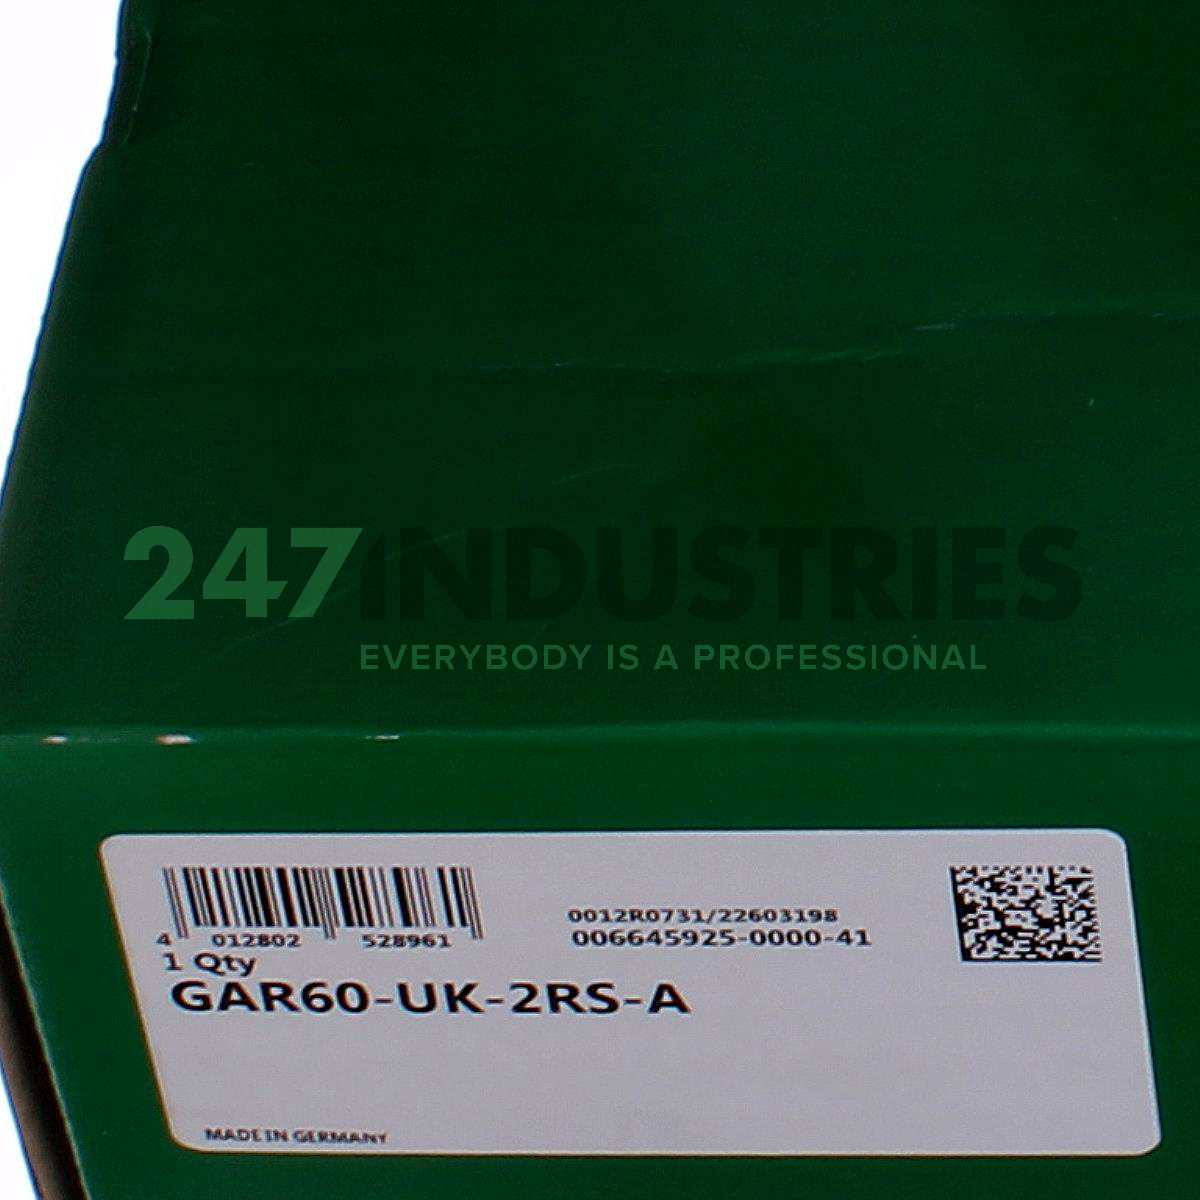 247INDUSTRIES
EVERYBODY IS A PROFESSIONAL
4 012802 528961
0012R0731/22603198
006645925-0000-41
1 Qty
GAR60-UK-2RS-A
MADE IN GERMANY